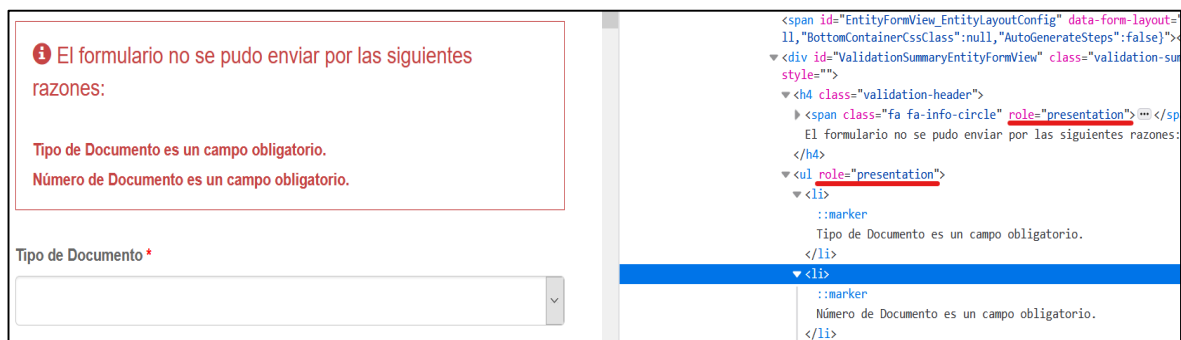 El formulario no se pudo enviar por las siguientes
razones:
Tipo de Documento es un campo obligatorio.
Número de Documento es un campo obligatorio.
Tipo de Documento *
<span id="EntityFormView_EntityLayoutConfig" data-form-layout="
ll,"BottomContainerCssClass":null,"AutoGenerateSteps":false}"><
<div id="ValidationSummaryEntityFormView" class="validation-sum
style="">
<h4 class="validation-header">
<span class="fa fa-info-circle" role="presentation">…</sp
El formulario no se pudo enviar por las siguientes razones:
</h4>
<ul role="presentation">
<li>
::marker
Tipo de Documento es un campo obligatorio.
</li>
<li>
::marker
Número de Documento es un campo obligatorio.
</li>